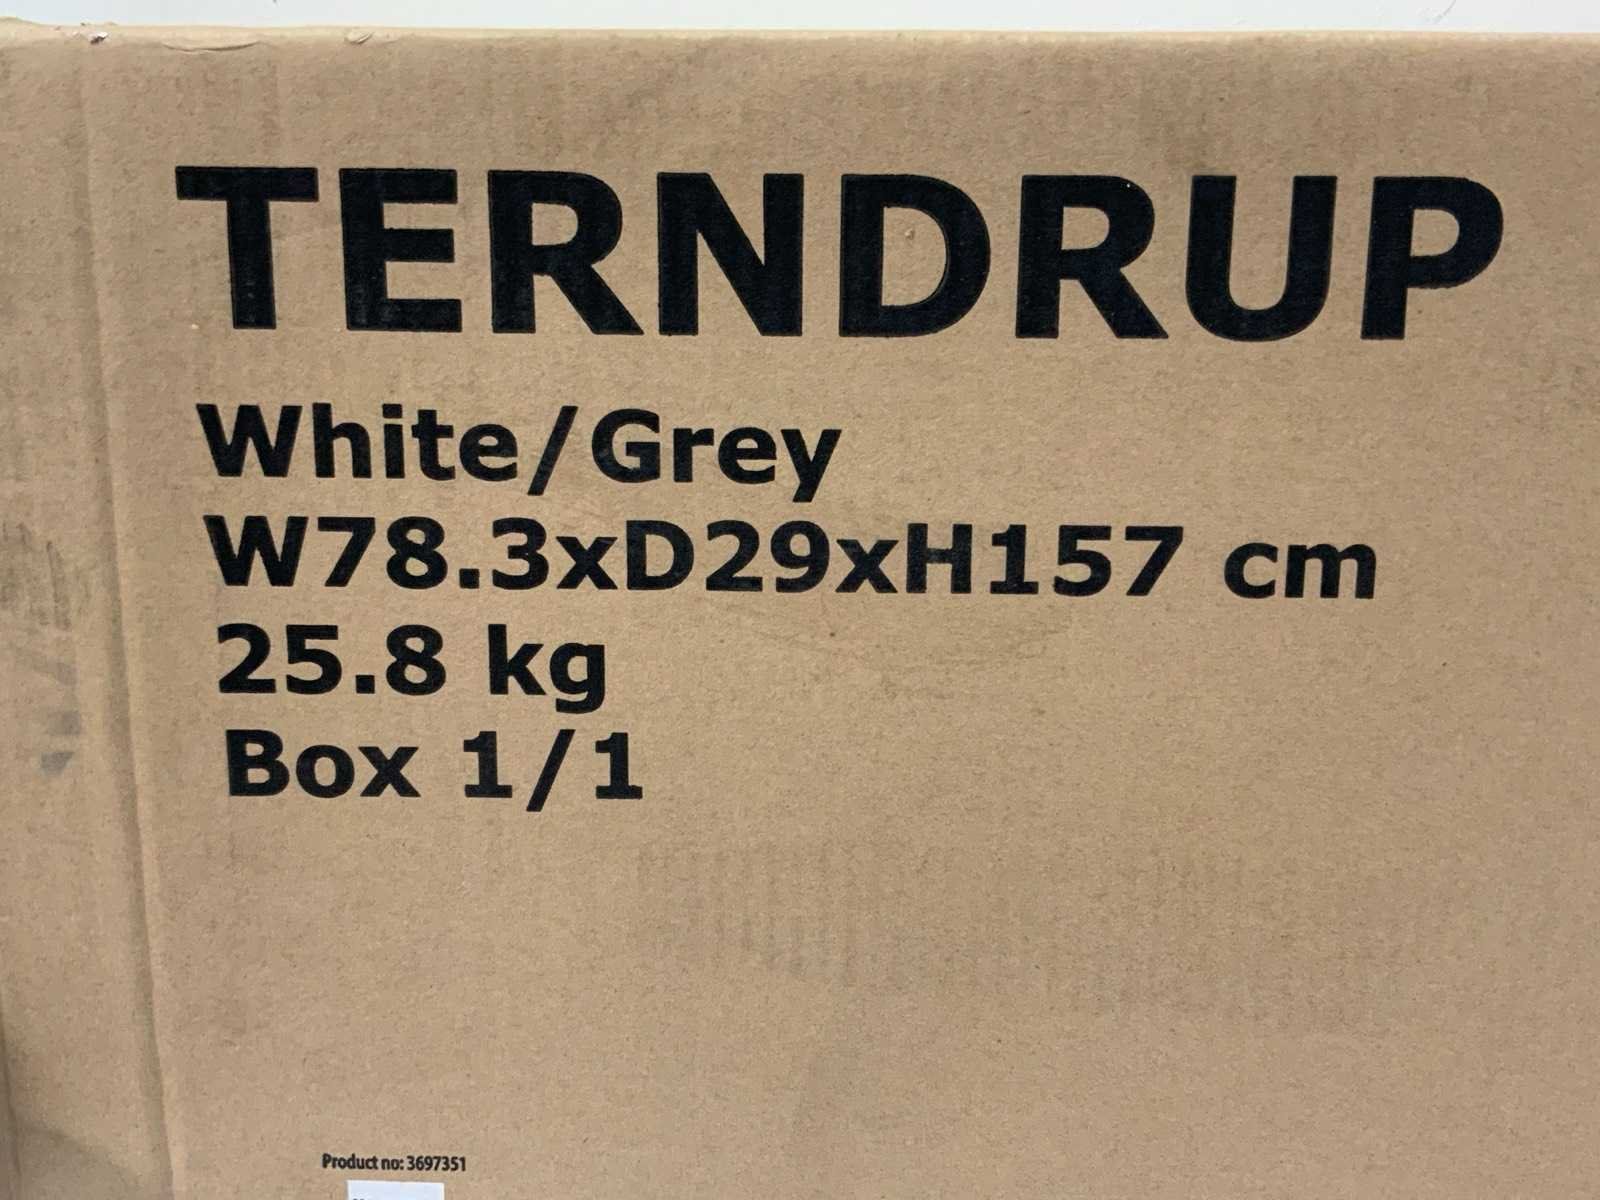 TERNDRUP
White/Grey
W78.3xD29xH157 cm
25.8 kg
Box 1/1
Product no: 3697351